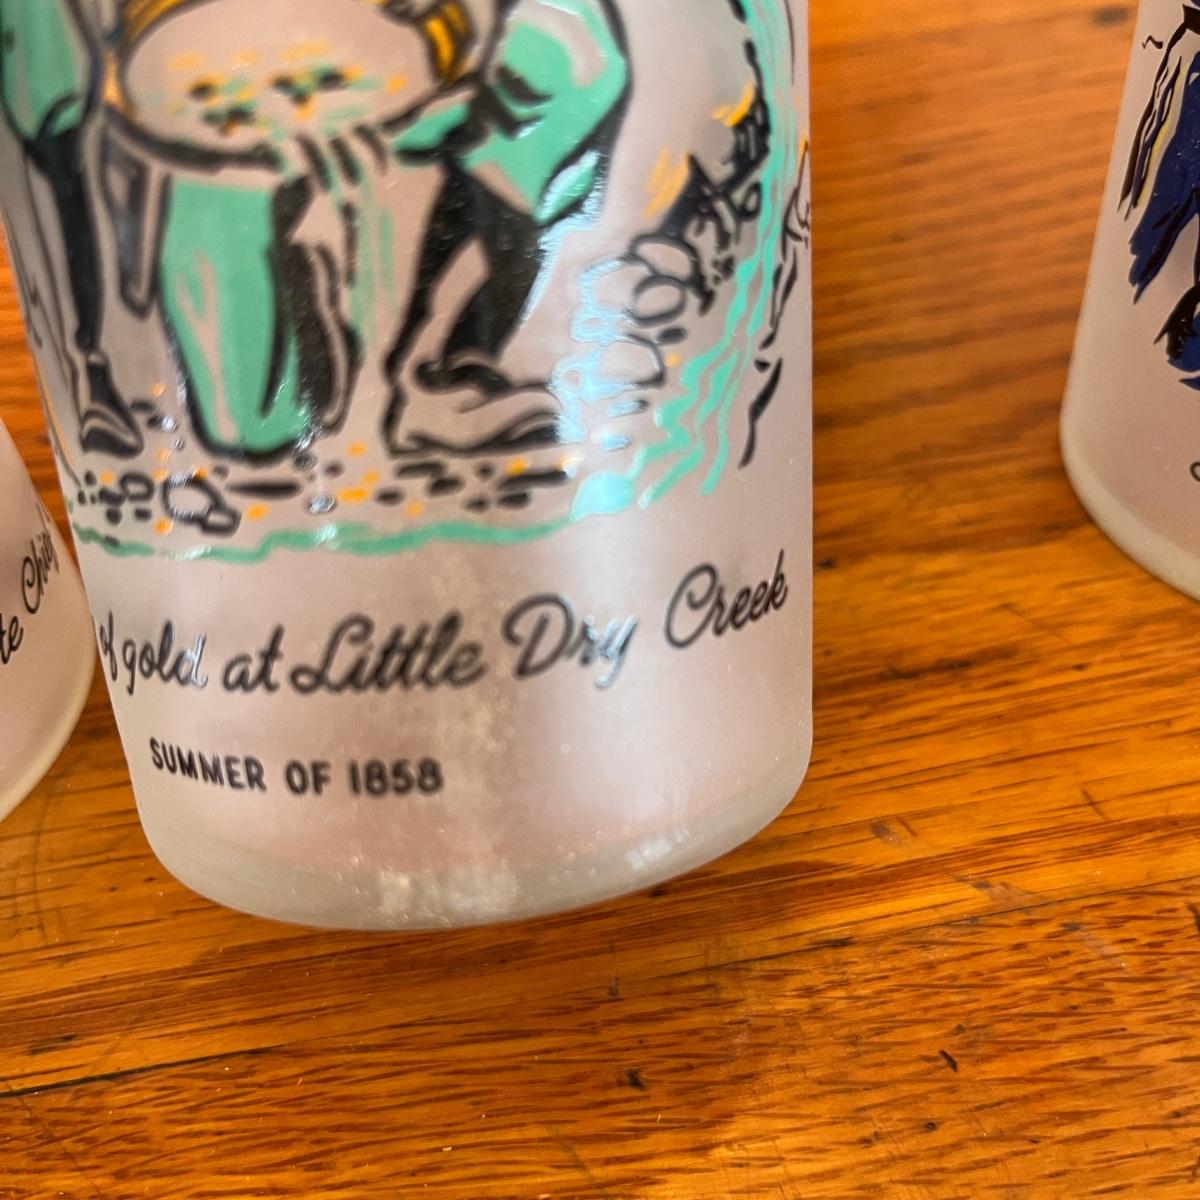 of gold at Little Dry Creek
SUMMER OF 1858